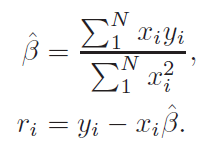 β̂ = ∑₁ᴺ xᵢyᵢ / ∑₁ᴺ xᵢ²,
rᵢ = yᵢ − xᵢβ̂.